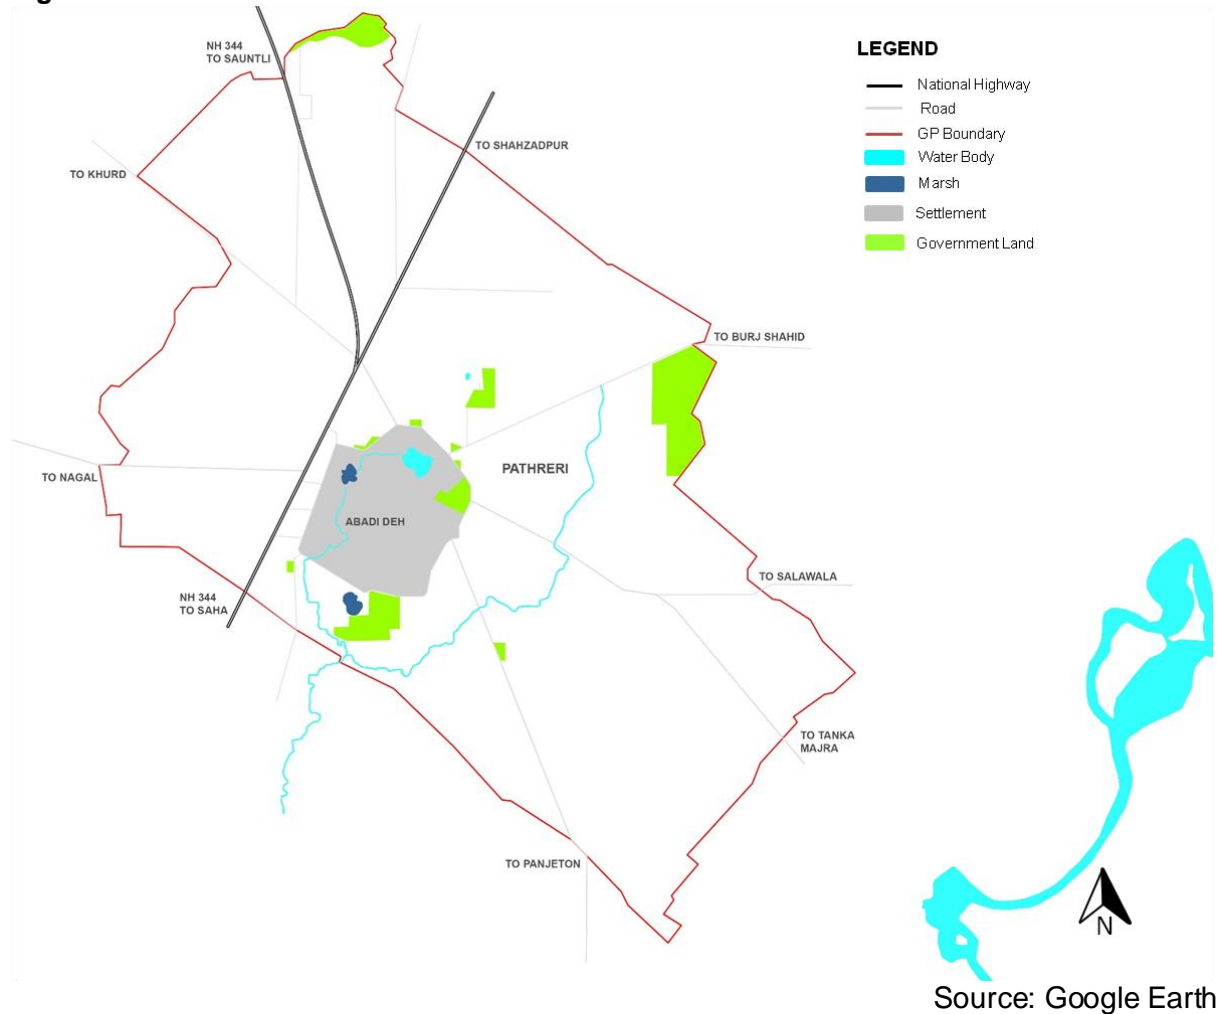 NH 344
TO SAUNTLI
LEGEND
National Highway
Road
GP Boundary
Water Body
Marsh
Settlement
Government Land
TO SHAHZADPUR
TO KHURD
TO BURJ SHAHID
PATHRERI
TO NAGAL
ABADI DEH
TO SALAWALA
NH 344
TO SAHA
TO TANKA
MAJRA
TO PANJETON
N
Source: Google Earth